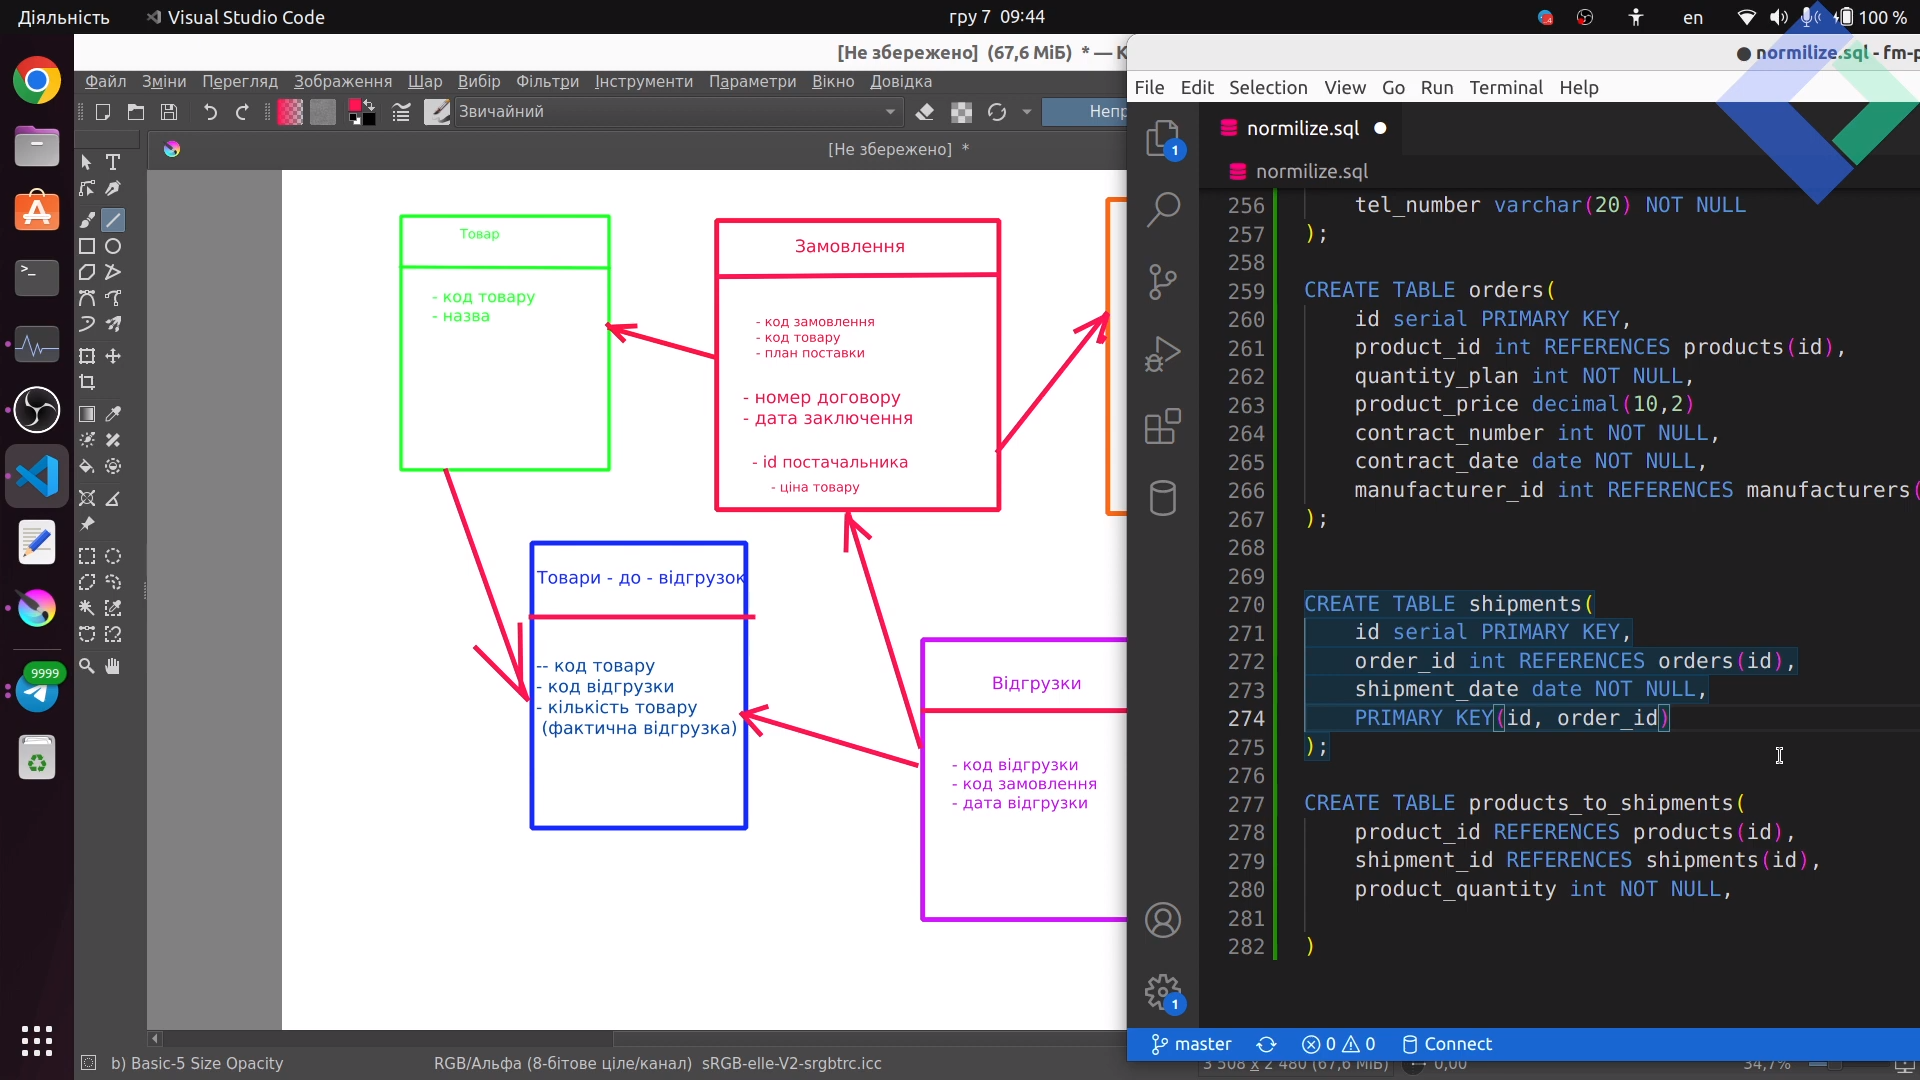 Діяльність
Visual Studio Code
гру 7 09:44
en
100 %
[Не збережено] (67,6 МіБ) * — K
Файл Зміни Перегляд Зображення Шар Вибір Фільтри Інструменти Параметри Вікно Довідка
Звичайний
Непр
[Не збережено] *
Товар
- код товару
- назва
Замовлення
- код замовлення
- код товару
- план поставки
- номер договору
- дата заключення
- id постачальника
- ціна товару
Товари - до - відгрузок
-- код товару
- код відгрузки
- кількість товару
(фактична відгрузка)
Відгрузки
- код відгрузки
- код замовлення
- дата відгрузки
9999
b) Basic-5 Size Opacity
RGB/Альфа (8-бітове ціле/канал) sRGB-elle-V2-srgbtrc.icc
3 508 x 2 480 (67,6 МіБ)
0,00
34,7%
normilize.sql - fm-p
File Edit Selection View Go Run Terminal Help
normilize.sql
normilize.sql
1
256 tel_number varchar(20) NOT NULL
257 );
258
259 CREATE TABLE orders(
260 id serial PRIMARY KEY,
261 product_id int REFERENCES products(id),
262 quantity_plan int NOT NULL,
263 product_price decimal(10,2)
264 contract_number int NOT NULL,
265 contract_date date NOT NULL,
266 manufacturer_id int REFERENCES manufacturers(
267 );
268
269
270 CREATE TABLE shipments(
271 id serial PRIMARY KEY,
272 order_id int REFERENCES orders(id),
273 shipment_date date NOT NULL,
274 PRIMARY KEY(id, order_id)
275 );
276
277 CREATE TABLE products_to_shipments(
278 product_id REFERENCES products(id),
279 shipment_id REFERENCES shipments(id),
280 product_quantity int NOT NULL,
281
282 )
1
master
0
0
Connect